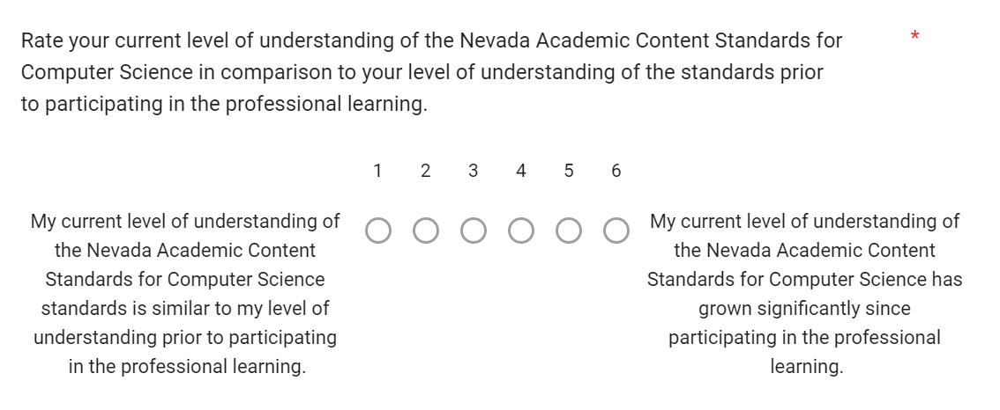 Rate your current level of understanding of the Nevada Academic Content Standards for *
Computer Science in comparison to your level of understanding of the standards prior
to participating in the professional learning.
1 2 3 4 5 6
My current level of understanding of
the Nevada Academic Content
Standards for Computer Science
standards is similar to my level of
understanding prior to participating
in the professional learning.
My current level of understanding of
the Nevada Academic Content
Standards for Computer Science has
grown significantly since
participating in the professional
learning.